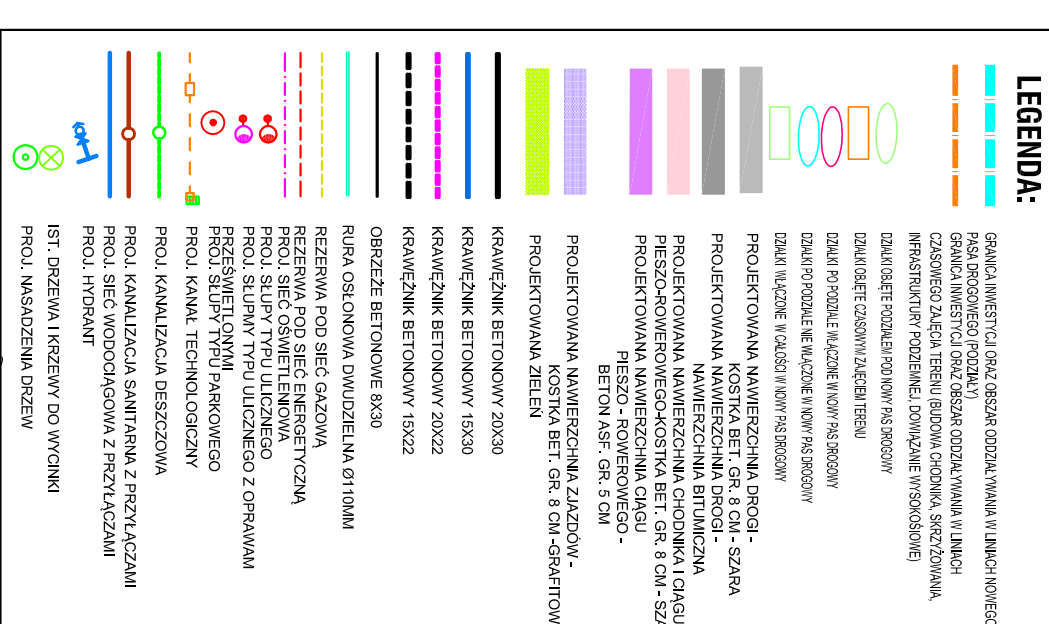 LEGENDA:
GRANICA INWESTYCJI ORAZ OBSZAR ODDZIAŁYWANIA W LINIACH NOWEGO
PASA DROGOWEGO (PODZIAŁY)
GRANICA INWESTYCJI ORAZ OBSZAR ODDZIAŁYWANIA W LINIACH
CZASOWEGO ZAJĘCIA TERENU (BUDOWA CHODNIKA, SKRZYŻOWANIA,
INFRASTRUKTURY PODZIEMNEJ, DOWIĄZANIE WYSOKOŚIOWE)
DZIAŁKI OBJĘTE PODZIAŁEM POD NOWY PAS DROGOWY
DZIAŁKI OBJĘTE CZASOWYM ZAJĘCIEM TERENU
DZIAŁKI PO PODZIALE WŁĄCZONE W NOWY PAS DROGOWY
DZIAŁKI PO PODZIALE NIE WŁĄCZONE W NOWY PAS DROGOWY
DZIAŁKI WŁĄCZONE W CAŁOŚCI W NOWY PAS DROGOWY
PROJEKTOWANA NAWIERZCHNIA DROGI -
KOSTKA BET. GR. 8 CM - SZARA
PROJEKTOWANA NAWIERZCHNIA DROGI -
NAWIERZCHNIA BITUMICZNA
PROJEKTOWANA NAWIERZCHNIA CHODNIKA I CIĄGU
PIESZO-ROWEROWEGO-KOSTKA BET. GR. 8 CM - SZA
PROJEKTOWANA NAWIERZCHNIA CIĄGU
PIESZO - ROWEROWEGO -
BETON ASF. GR. 5 CM
PROJEKTOWANA NAWIERZCHNIA ZJAZDÓW -
KOSTKA BET. GR. 8 CM -GRAFITOW
PROJEKTOWANA ZIELEŃ
KRAWĘŻNIK BETONOWY 20X30
KRAWĘŻNIK BETONOWY 15X30
KRAWĘŻNIK BETONOWY 20X22
KRAWĘŻNIK BETONOWY 15X22
OBRZEŻE BETONOWE 8X30
RURA OSŁONOWA DWUDZIELNA Ø110MM
REZERWA POD SIEĆ GAZOWĄ
REZERWA POD SIEĆ ENERGETYCZNĄ
PROJ. SIEĆ OŚWIETLENIOWA
PROJ. SŁUPY TYPU ULICZNEGO
PROJ. SŁUPMY TYPU ULICZNEGO Z OPRAWAM
PRZEŚWIETLONYMI
PROJ. SŁUPY TYPU PARKOWEGO
PROJ. KANAŁ TECHNOLOGICZNY
PROJ. KANALIZACJA DESZCZOWA
PROJ. KANALIZACJA SANITARNA Z PRZYŁĄCZAMI
PROJ. SIEĆ WODOCIĄGOWA Z PRZYŁĄCZAMI
PROJ. HYDRANT
IST. DRZEWA I KRZEWY DO WYCINKI
PROJ. NASADZENIA DRZEW